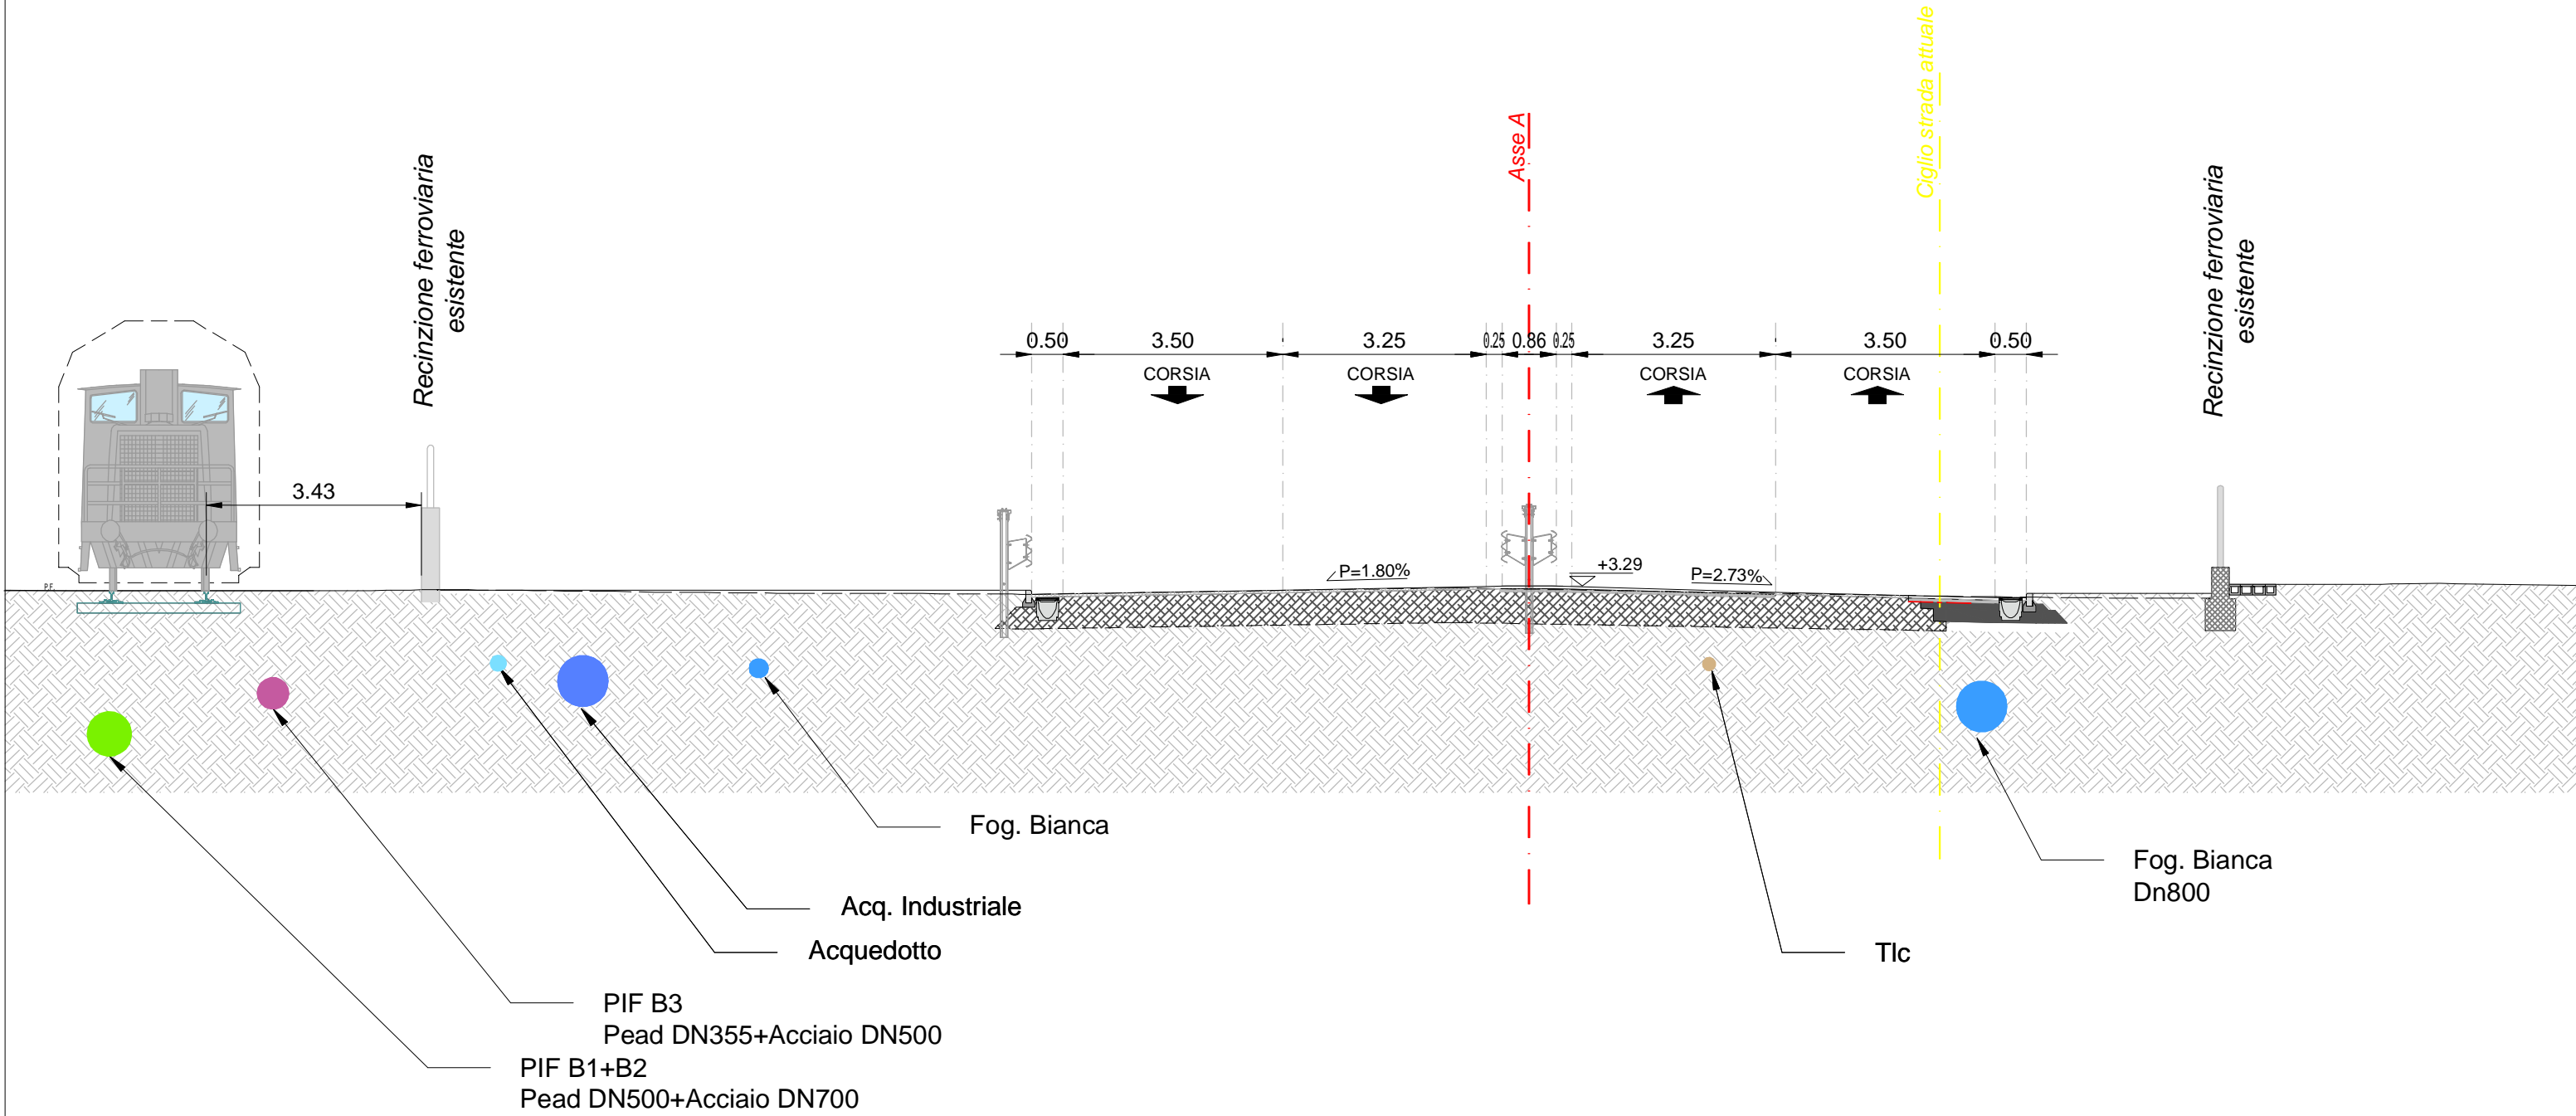 Ciglio strada attuale
Asse A
Recinzione ferroviaria
esistente
Recinzione ferroviaria
esistente
0.50 3.50 3.25 0.25 0.86 0.25 3.25 3.50 0.50
CORSIA CORSIA CORSIA CORSIA
3.43
P.F.
P=1.80%
+3.29
P=2.73%
Fog. Bianca
Fog. Bianca
Dn800
Acq. Industriale
Acquedotto
Tlc
PIF B3
Pead DN355+Acciaio DN500
PIF B1+B2
Pead DN500+Acciaio DN700